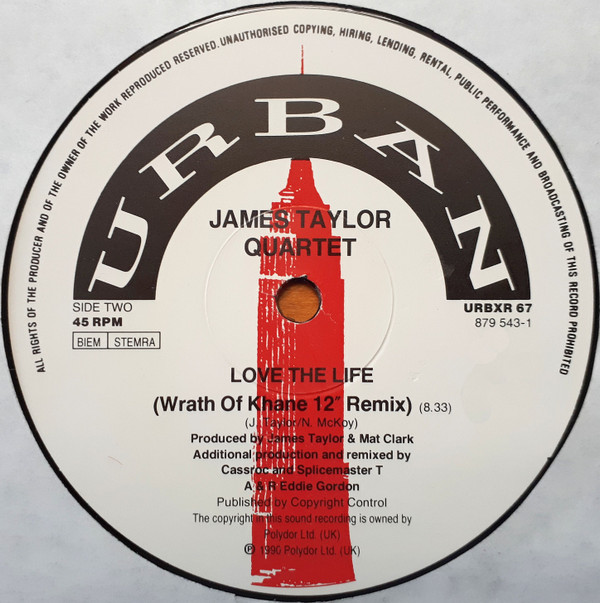 ALL RIGHTS OF THE PRODUCER AND OF THE OWNER OF THE WORK REPRODUCED RESERVED. UNAUTHORISED COPYING, HIRING, LENDING, RENTAL, PUBLIC PERFORMANCE AND BROADCASTING OF THIS RECORD PROHIBITED
URBAN
JAMES TAYLOR
QUARTET
SIDE TWO
45 RPM
BIEM STEMRA
URBXR 67
879 543-1
LOVE THE LIFE
(Wrath Of Khane 12" Remix) (8.33)
(J. Taylor/N. McKoy)
Produced by James Taylor & Mat Clark
Additional production and remixed by
Cassroc and Splicemaster T
A & R Eddie Gordon
Published by Copyright Control
The copyright in this sound recording is owned by
Polydor Ltd. (UK)
℗ 1990 Polydor Ltd. (UK)